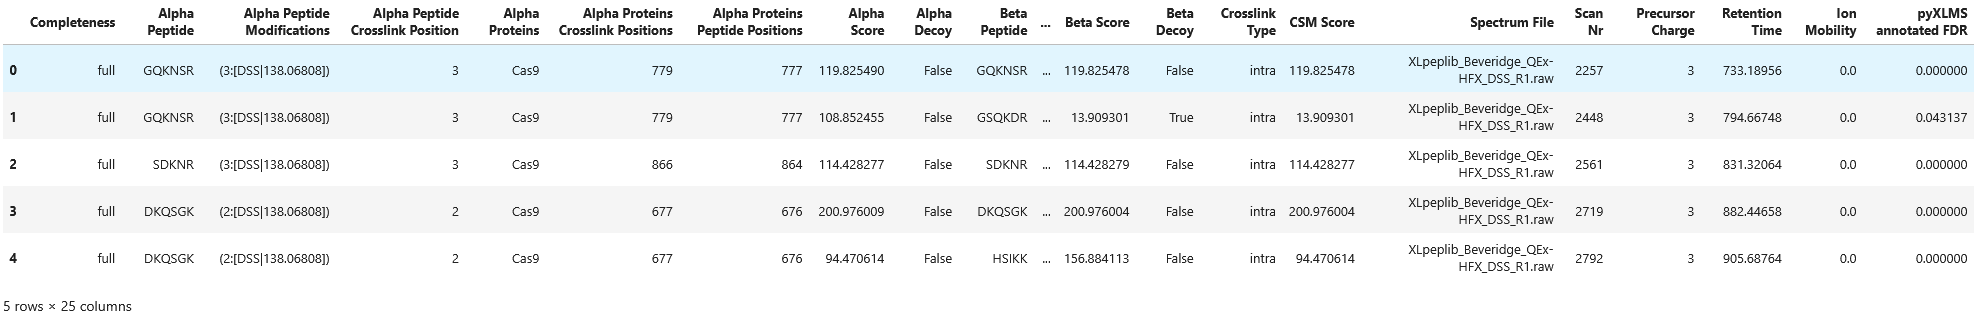 Completeness Alpha Peptide Alpha Peptide Modifications Alpha Peptide Crosslink Position Alpha Proteins Alpha Proteins Crosslink Positions Alpha Proteins Peptide Positions Alpha Score Alpha Decoy Beta Peptide ... Beta Score Beta Decoy Crosslink Type CSM Score Spectrum File Scan Nr Precursor Charge Retention Time Ion Mobility pyXLMS annotated FDR
0 full GQKNSR (3:[DSS|138.06808]) 3 Cas9 779 777 119.825490 False GQKNSR ... 119.825478 False intra 119.825478 XLpeplib_Beveridge_QEx-HFX_DSS_R1.raw 2257 3 733.18956 0.0 0.000000
1 full GQKNSR (3:[DSS|138.06808]) 3 Cas9 779 777 108.852455 False GSQKDR ... 13.909301 True intra 13.909301 XLpeplib_Beveridge_QEx-HFX_DSS_R1.raw 2448 3 794.66748 0.0 0.043137
2 full SDKNR (3:[DSS|138.06808]) 3 Cas9 866 864 114.428277 False SDKNR ... 114.428279 False intra 114.428277 XLpeplib_Beveridge_QEx-HFX_DSS_R1.raw 2561 3 831.32064 0.0 0.000000
3 full DKQSGK (2:[DSS|138.06808]) 2 Cas9 677 676 200.976009 False DKQSGK ... 200.976004 False intra 200.976004 XLpeplib_Beveridge_QEx-HFX_DSS_R1.raw 2719 3 882.44658 0.0 0.000000
4 full DKQSGK (2:[DSS|138.06808]) 2 Cas9 677 676 94.470614 False HSIKK ... 156.884113 False intra 94.470614 XLpeplib_Beveridge_QEx-HFX_DSS_R1.raw 2792 3 905.68764 0.0 0.000000
5 rows × 25 columns